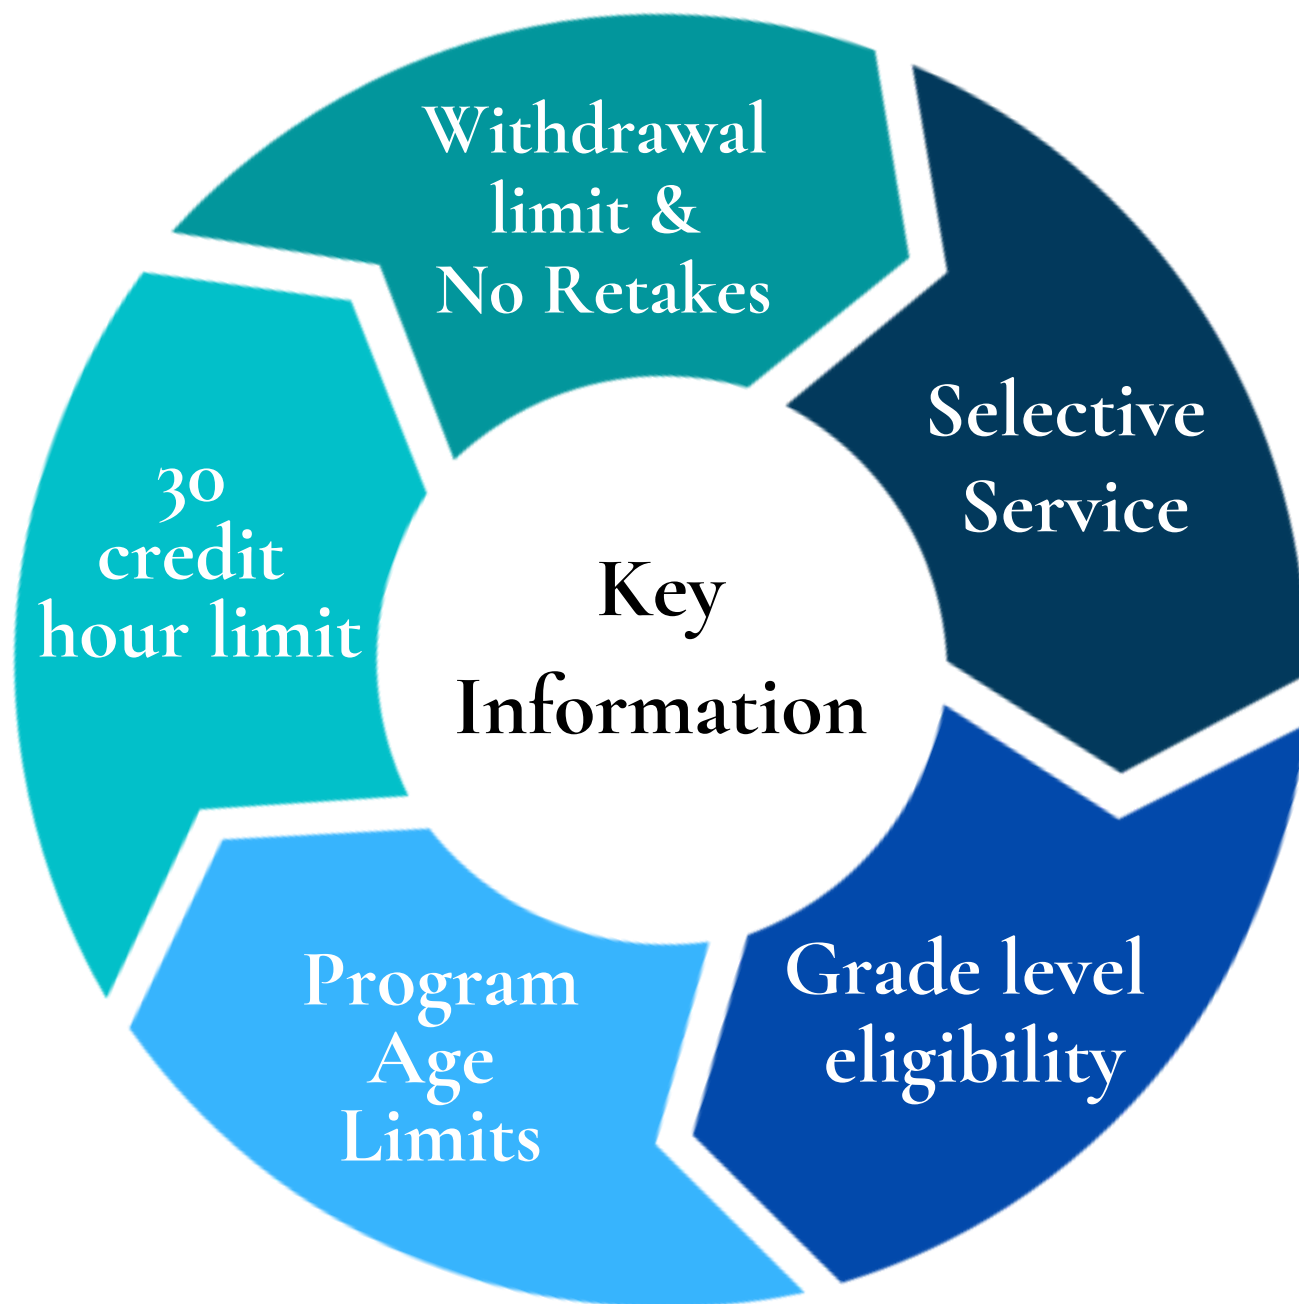 Withdrawal
limit &
No Retakes
Selective
Service
Grade level
eligibility
Program
Age
Limits
30
credit
hour limit
Key
Information